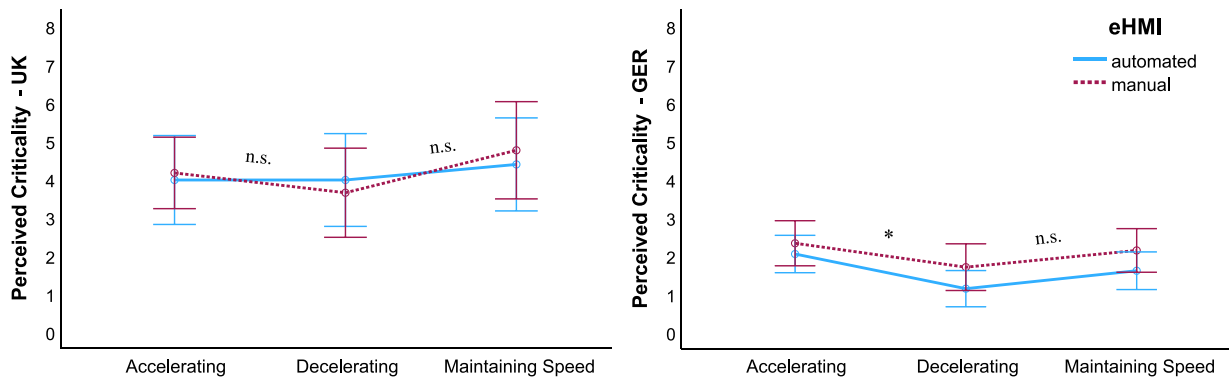 Perceived Criticality - UK
8
7
6
5
4
3
2
1
0
n.s.
n.s.
Accelerating
Decelerating
Maintaining Speed
Perceived Criticality - GER
8
7
6
5
4
3
2
1
0
*
n.s.
Accelerating
Decelerating
Maintaining Speed
eHMI
automated
manual